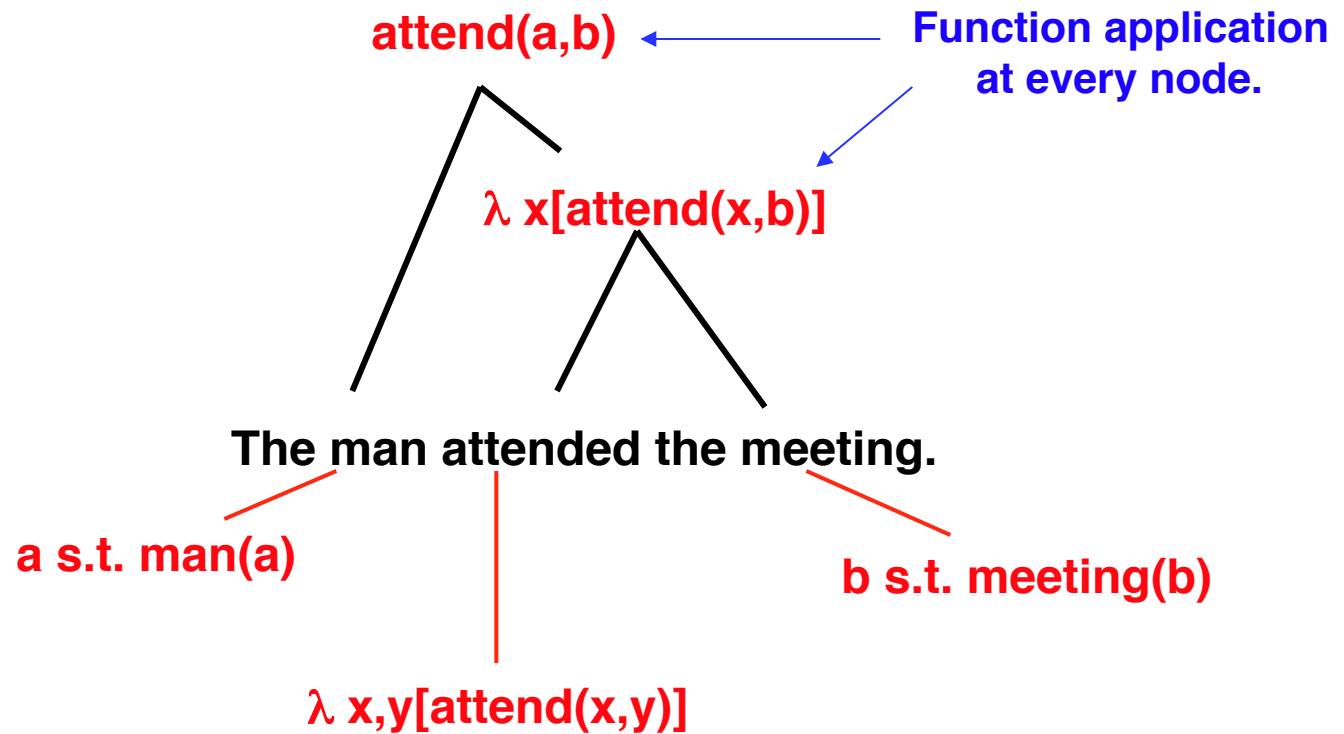 attend(a,b)
Function application
at every node.
λ x[attend(x,b)]
The man attended the meeting.
a s.t. man(a)
b s.t. meeting(b)
λ x,y[attend(x,y)]